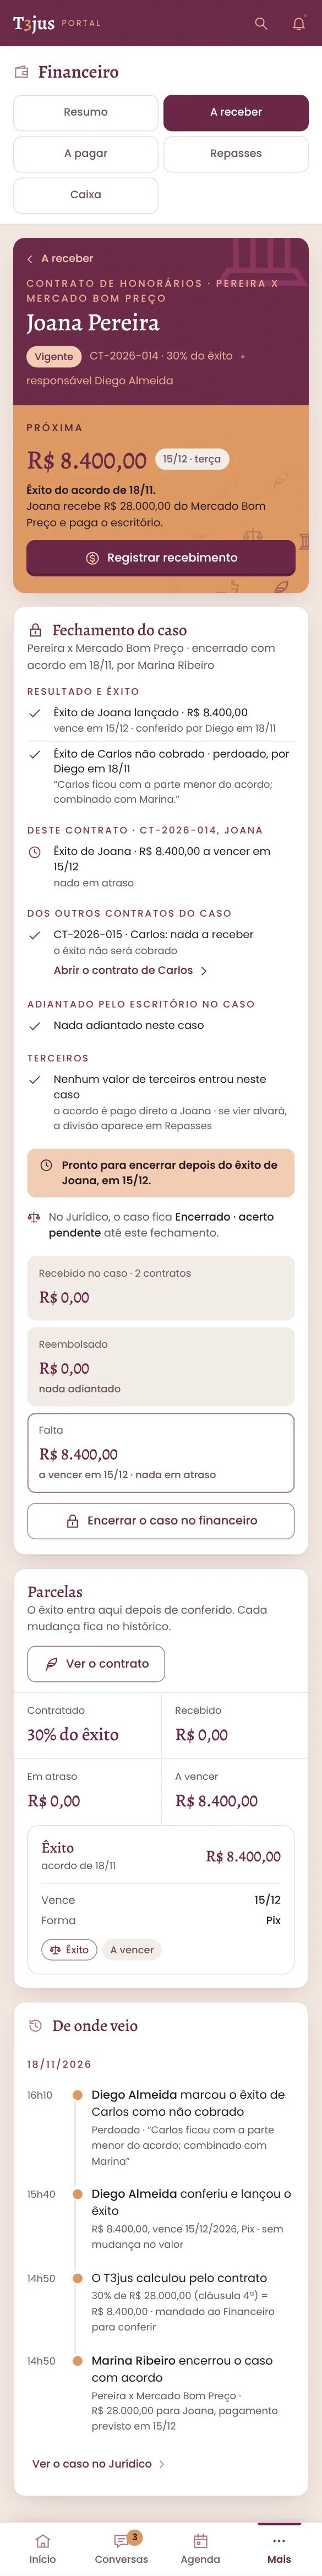 T3jus PORTAL
Financeiro
Resumo
A receber
A pagar
Repasses
Caixa
A receber
CONTRATO DE HONORÁRIOS · PEREIRA X
MERCADO BOM PREÇO
Joana Pereira
Vigente CT-2026-014 · 30% do êxito
responsável Diego Almeida
PRÓXIMA
R$ 8.400,00 15/12 · terça
Êxito do acordo de 18/11.
Joana recebe R$ 28.000,00 do Mercado Bom
Preço e paga o escritório.
Registrar recebimento
Fechamento do caso
Pereira x Mercado Bom Preço · encerrado com
acordo em 18/11, por Marina Ribeiro
RESULTADO E ÊXITO
Êxito de Joana lançado · R$ 8.400,00
vence em 15/12 · conferido por Diego em 18/11
Êxito de Carlos não cobrado · perdoado, por
Diego em 18/11
“Carlos ficou com a parte menor do acordo;
combinado com Marina.”
DESTE CONTRATO · CT-2026-014, JOANA
Êxito de Joana · R$ 8.400,00 a vencer em
15/12
nada em atraso
DOS OUTROS CONTRATOS DO CASO
CT-2026-015 · Carlos: nada a receber
o êxito não será cobrado
Abrir o contrato de Carlos
ADIANTADO PELO ESCRITÓRIO NO CASO
Nada adiantado neste caso
TERCEIROS
Nenhum valor de terceiros entrou neste
caso
o acordo é pago direto a Joana · se vier alvará,
a divisão aparece em Repasses
Pronto para encerrar depois do êxito de
Joana, em 15/12.
No Jurídico, o caso fica Encerrado · acerto
pendente até este fechamento.
Recebido no caso · 2 contratos
R$ 0,00
Reembolsado
R$ 0,00
nada adiantado
Falta
R$ 8.400,00
a vencer em 15/12 · nada em atraso
Encerrar o caso no financeiro
Parcelas
O êxito entra aqui depois de conferido. Cada
mudança fica no histórico.
Ver o contrato
Contratado
30% do êxito
Recebido
R$ 0,00
Em atraso
R$ 0,00
A vencer
R$ 8.400,00
Êxito
acordo de 18/11
R$ 8.400,00
Vence 15/12
Forma Pix
Êxito A vencer
De onde veio
18/11/2026
16h10 Diego Almeida marcou o êxito de
Carlos como não cobrado
Perdoado · “Carlos ficou com a parte
menor do acordo; combinado com
Marina”
15h40 Diego Almeida conferiu e lançou o
êxito
R$ 8.400,00, vence 15/12/2026, Pix · sem
mudança no valor
14h50 O T3jus calculou pelo contrato
30% de R$ 28.000,00 (cláusula 4ª) =
R$ 8.400,00 · mandado ao Financeiro
para conferir
14h50 Marina Ribeiro encerrou o caso
com acordo
Pereira x Mercado Bom Preço ·
R$ 28.000,00 para Joana, pagamento
previsto em 15/12
Ver o caso no Jurídico
3
Início Conversas Agenda Mais